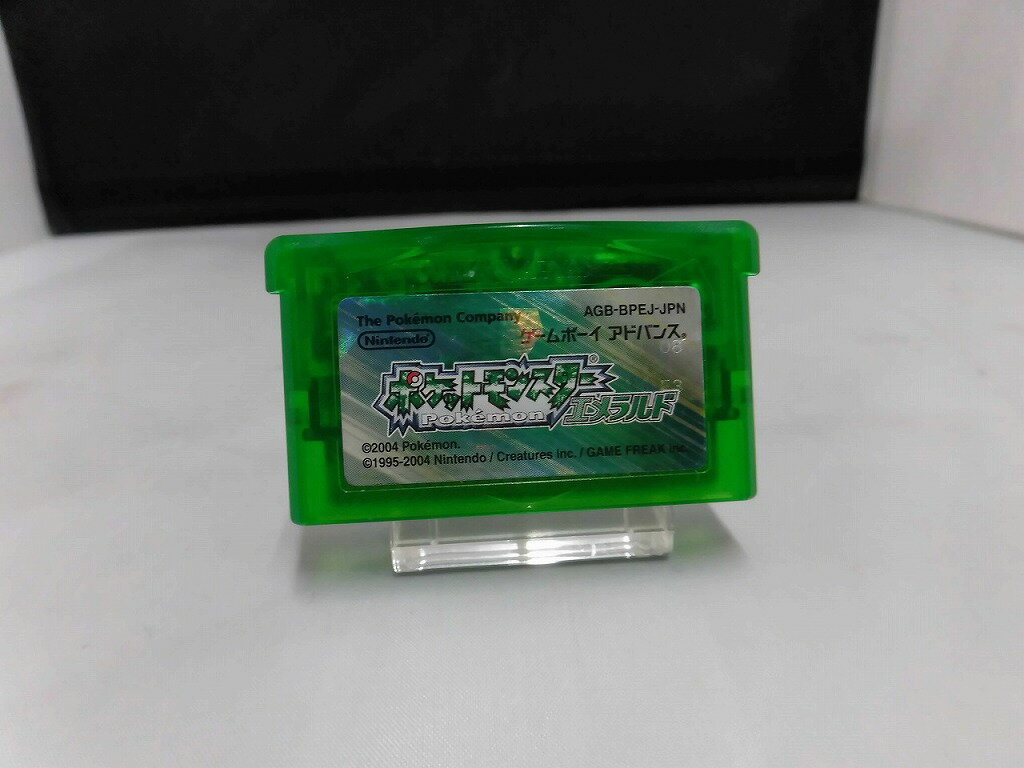 The Pokémon Company
AGB-BPEJ-JPN
Nintendo
ゲームボーイ アドバンス®
ポケットモンスター®
Pokémon
エメラルド
©2004 Pokémon.
©1995-2004 Nintendo / Creatures inc. / GAME FREAK inc.